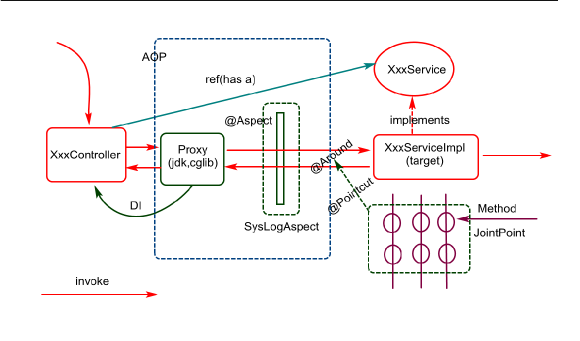 AOP
ref(has a)
XxxService
@Aspect
implements
XxxController
Proxy
(jdk,cglib)
@Around
XxxServiceImpl
(target)
@Pointcut
DI
SysLogAspect
Method
JointPoint
invoke